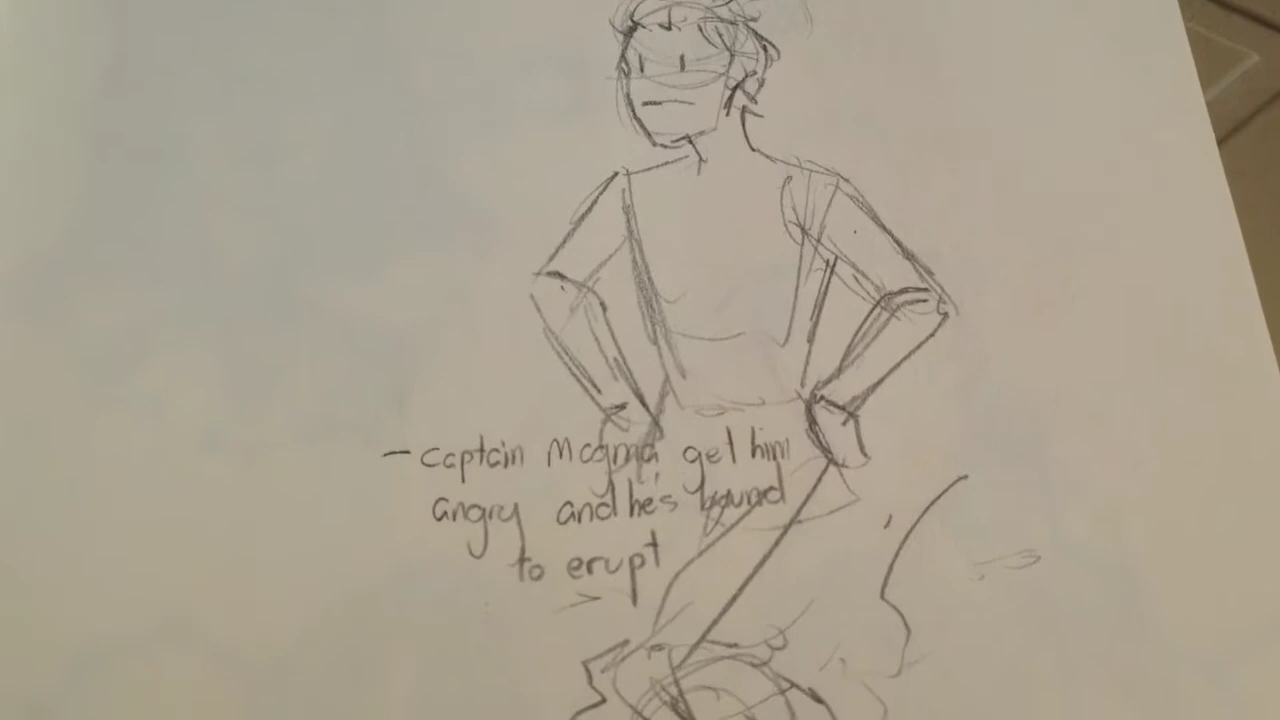 - captain Magma, get him
angry and he's bound
to erupt